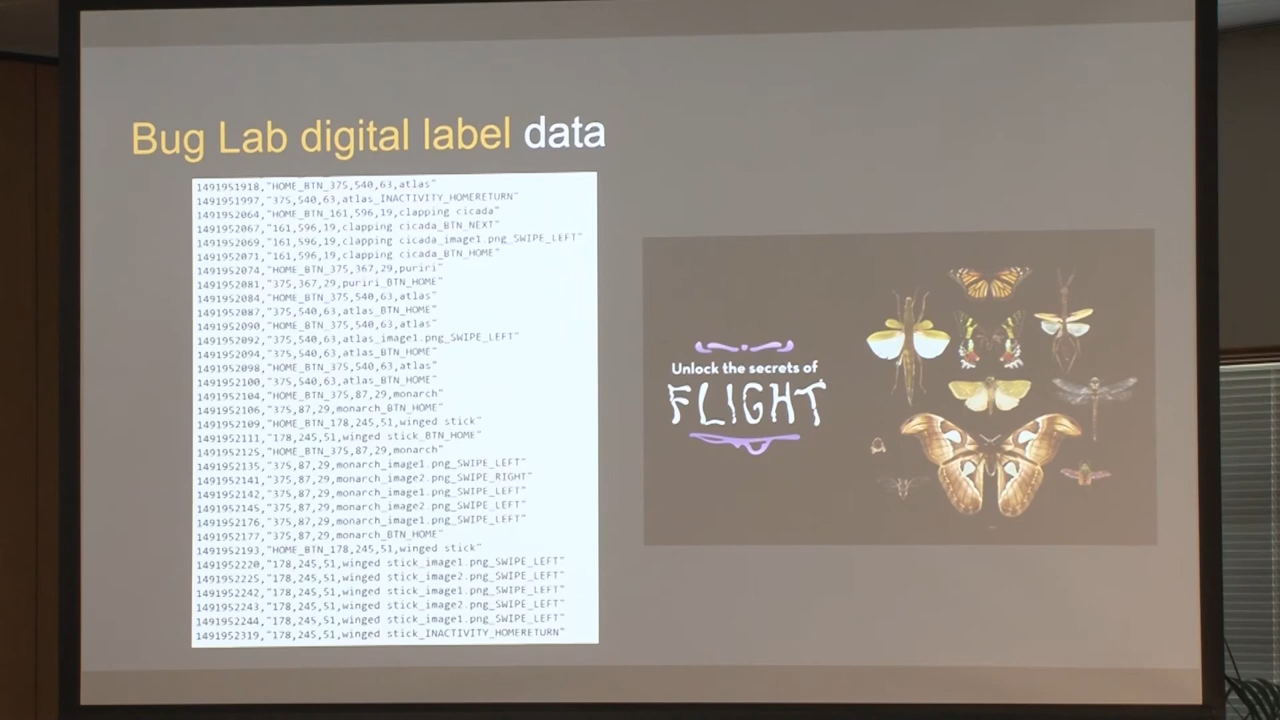 Bug Lab digital label data
1491951918,"HOME_BTN_375,540,63,atlas"
1491951997,"375,540,63,atlas_INACTIVITY_HOMERETURN"
1491952064,"HOME_BTN_161,596,19,clapping cicada"
1491952067,"161,596,19,clapping cicada_BTN_NEXT"
1491952069,"161,596,19,clapping cicada_image1.png_SWIPE_LEFT"
1491952071,"161,596,19,clapping cicada_BTN_HOME"
1491952074,"HOME_BTN_375,367,29,puriri"
1491952081,"375,367,29,puriri_BTN_HOME"
1491952084,"HOME_BTN_375,540,63,atlas"
1491952087,"375,540,63,atlas_BTN_HOME"
1491952090,"HOME_BTN_375,540,63,atlas"
1491952092,"375,540,63,atlas_image1.png_SWIPE_LEFT"
1491952094,"375,540,63,atlas_BTN_HOME"
1491952098,"HOME_BTN_375,540,63,atlas"
1491952100,"375,540,63,atlas_BTN_HOME"
1491952104,"HOME_BTN_375,87,29,monarch"
1491952106,"375,87,29,monarch_BTN_HOME"
1491952109,"HOME_BTN_178,245,51,winged stick"
1491952111,"178,245,51,winged stick_BTN_HOME"
1491952125,"HOME_BTN_375,87,29,monarch"
1491952135,"375,87,29,monarch_image1.png_SWIPE_LEFT"
1491952141,"375,87,29,monarch_image2.png_SWIPE_RIGHT"
1491952142,"375,87,29,monarch_image1.png_SWIPE_LEFT"
1491952145,"375,87,29,monarch_image2.png_SWIPE_LEFT"
1491952176,"375,87,29,monarch_image1.png_SWIPE_LEFT"
1491952177,"375,87,29,monarch_BTN_HOME"
1491952193,"HOME_BTN_178,245,51,winged stick"
1491952220,"178,245,51,winged stick_image1.png_SWIPE_LEFT"
1491952225,"178,245,51,winged stick_image2.png_SWIPE_LEFT"
1491952242,"178,245,51,winged stick_image1.png_SWIPE_LEFT"
1491952243,"178,245,51,winged stick_image2.png_SWIPE_LEFT"
1491952244,"178,245,51,winged stick_image1.png_SWIPE_LEFT"
1491952319,"178,245,51,winged stick_INACTIVITY_HOMERETURN"
Unlock the secrets of
FLIGHT